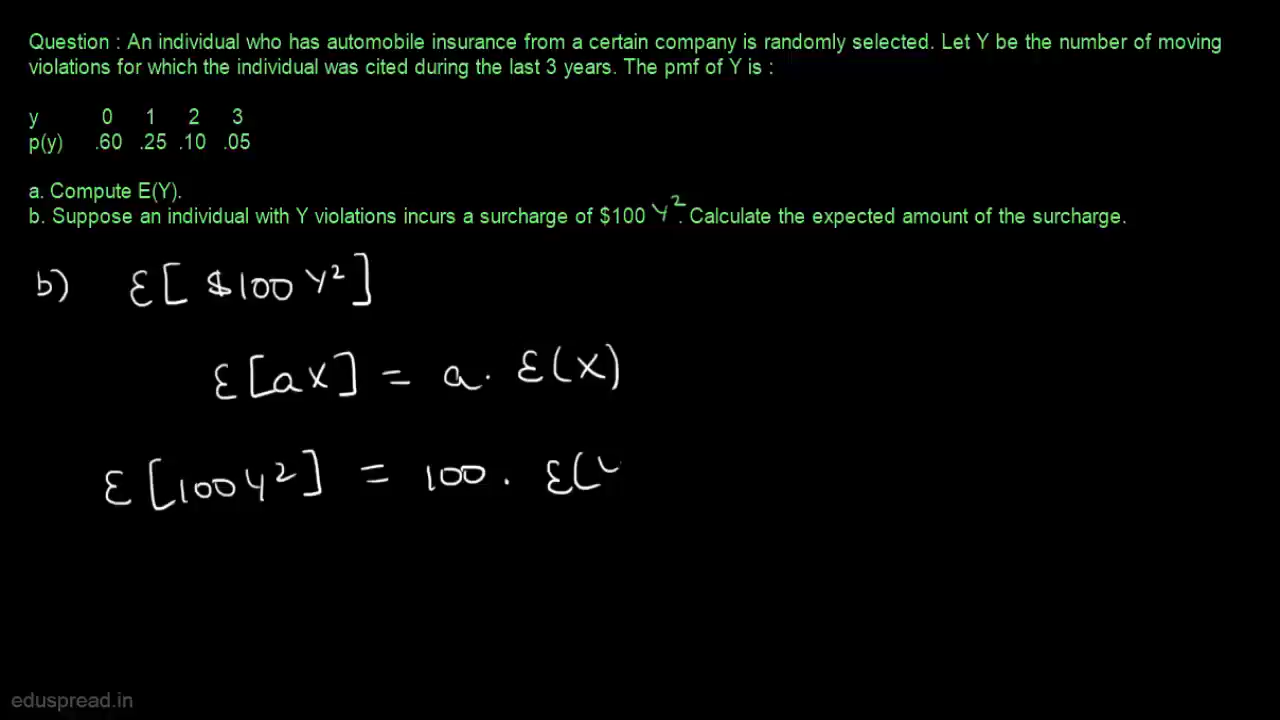 Question : An individual who has automobile insurance from a certain company is randomly selected. Let Y be the number of moving
violations for which the individual was cited during the last 3 years. The pmf of Y is :
y 0 1 2 3
p(y) .60 .25 .10 .05
a. Compute E(Y).
b. Suppose an individual with Y violations incurs a surcharge of $100 Y². Calculate the expected amount of the surcharge.
b) E[ $100 Y²]
E[aX] = a. E(X)
E[100Y²] = 100. E(Y
eduspread.in